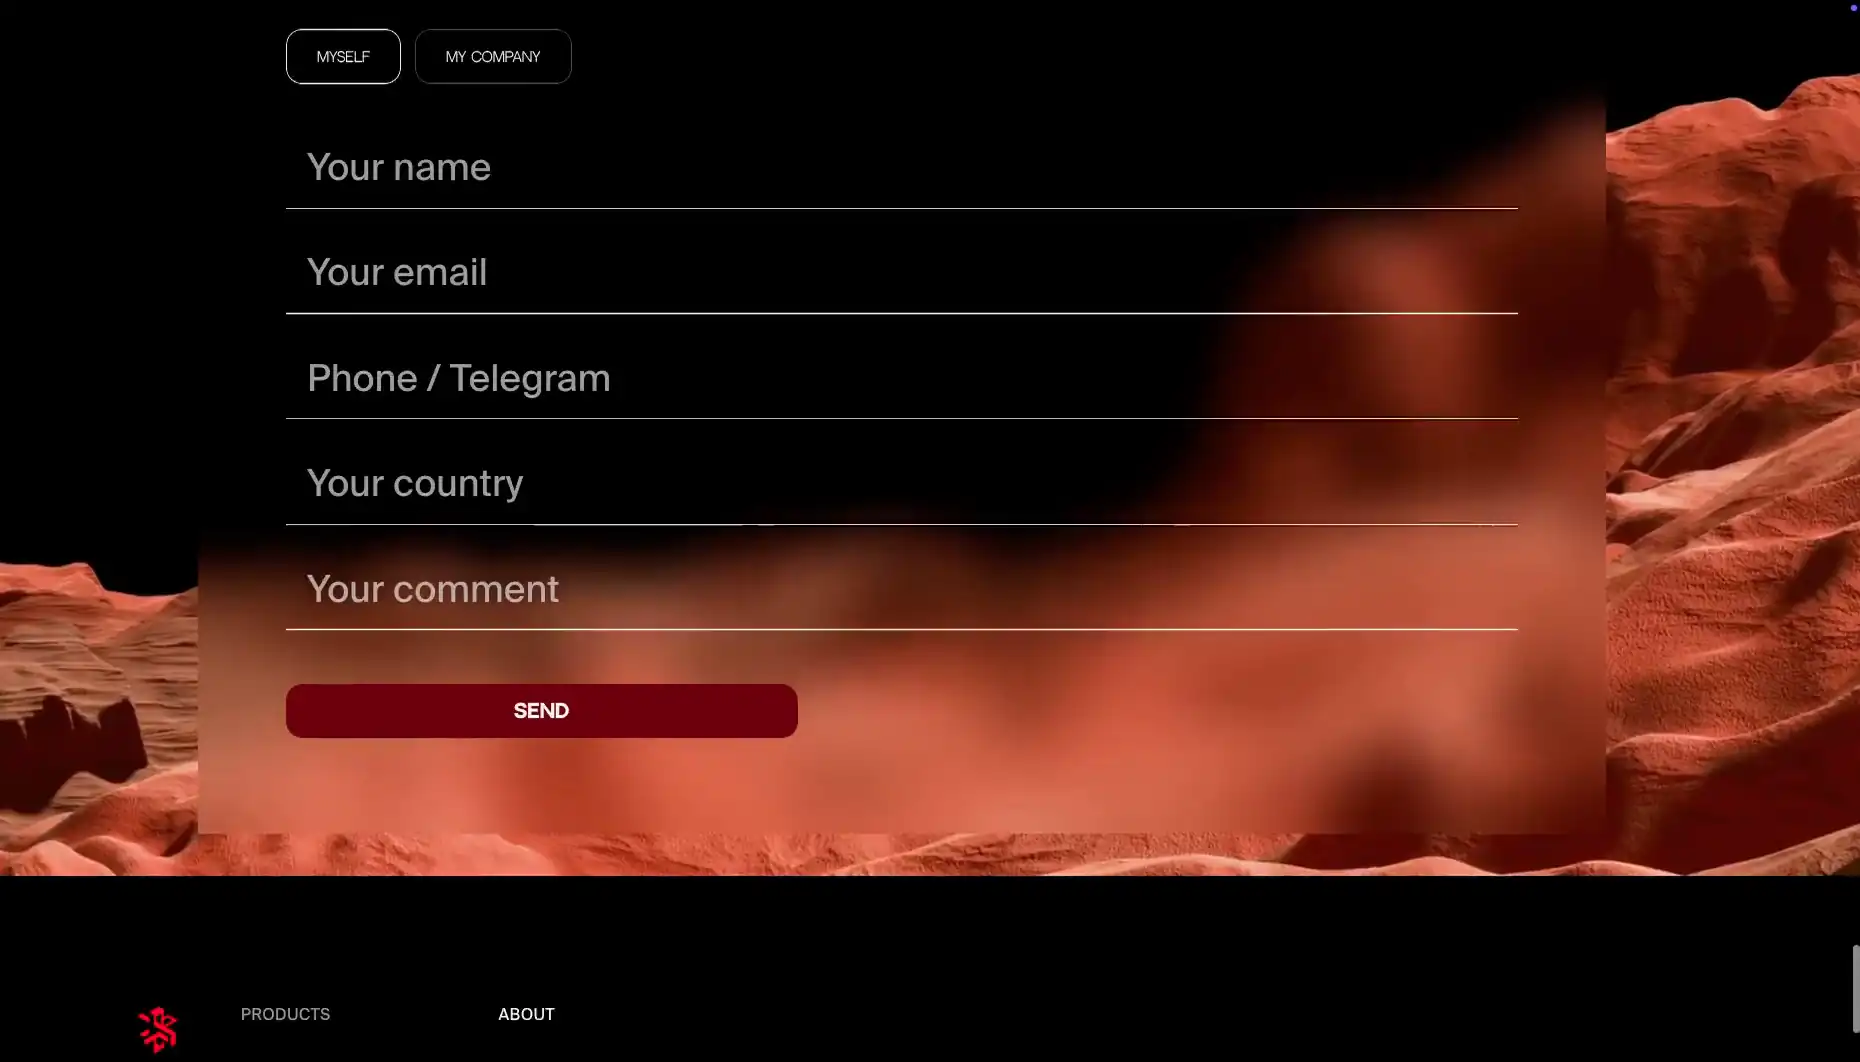 MYSELF
MY COMPANY
Your name
Your email
Phone / Telegram
Your country
Your comment
SEND
PRODUCTS
ABOUT